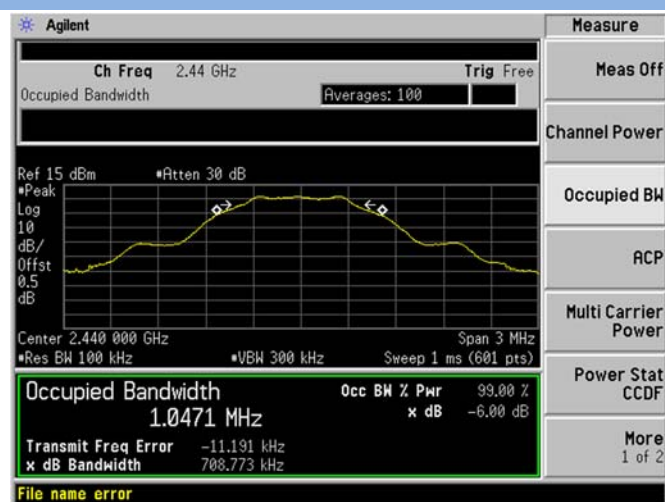 Agilent
Measure
Ch Freq 2.44 GHz Trig Free
Occupied Bandwidth Averages: 100
Meas Off
Channel Power
Occupied BW
ACP
Multi Carrier
Power
Power Stat
CCDF
More
1 of 2
Ref 15 dBm #Atten 30 dB
#Peak
Log
10
dB/
Offst
0.5
dB
Center 2.440 000 GHz Span 3 MHz
#Res BW 100 kHz #VBW 300 kHz Sweep 1 ms (601 pts)
Occupied Bandwidth Occ BW % Pwr 99.00 %
1.0471 MHz x dB -6.00 dB
Transmit Freq Error -11.191 kHz
x dB Bandwidth 708.773 kHz
File name error